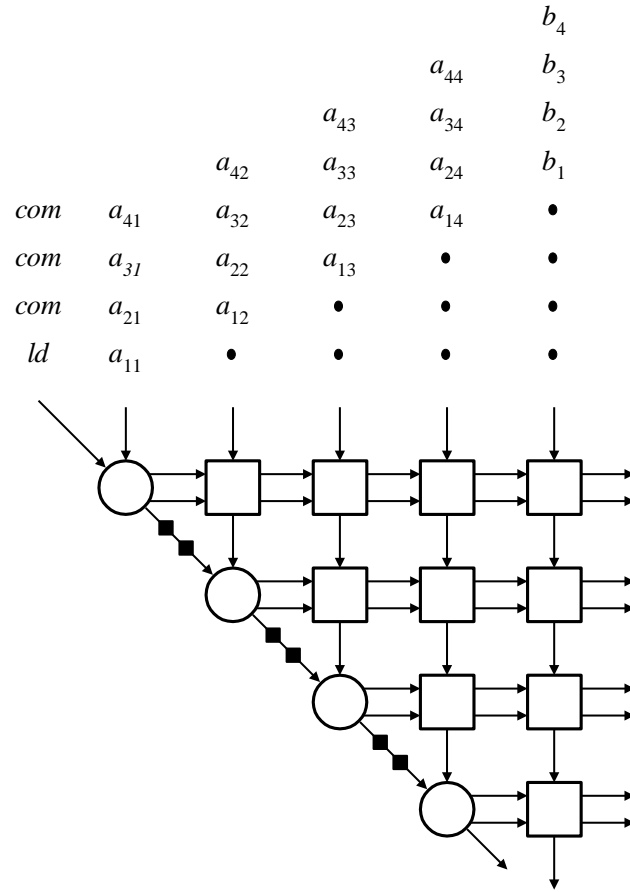 b₄
a₄₄ b₃
a₄₃ a₃₄ b₂
a₄₂ a₃₃ a₂₄ b₁
com a₄₁ a₃₂ a₂₃ a₁₄ •
com a₃₁ a₂₂ a₁₃ • •
com a₂₁ a₁₂ • • •
ld a₁₁ • • • •